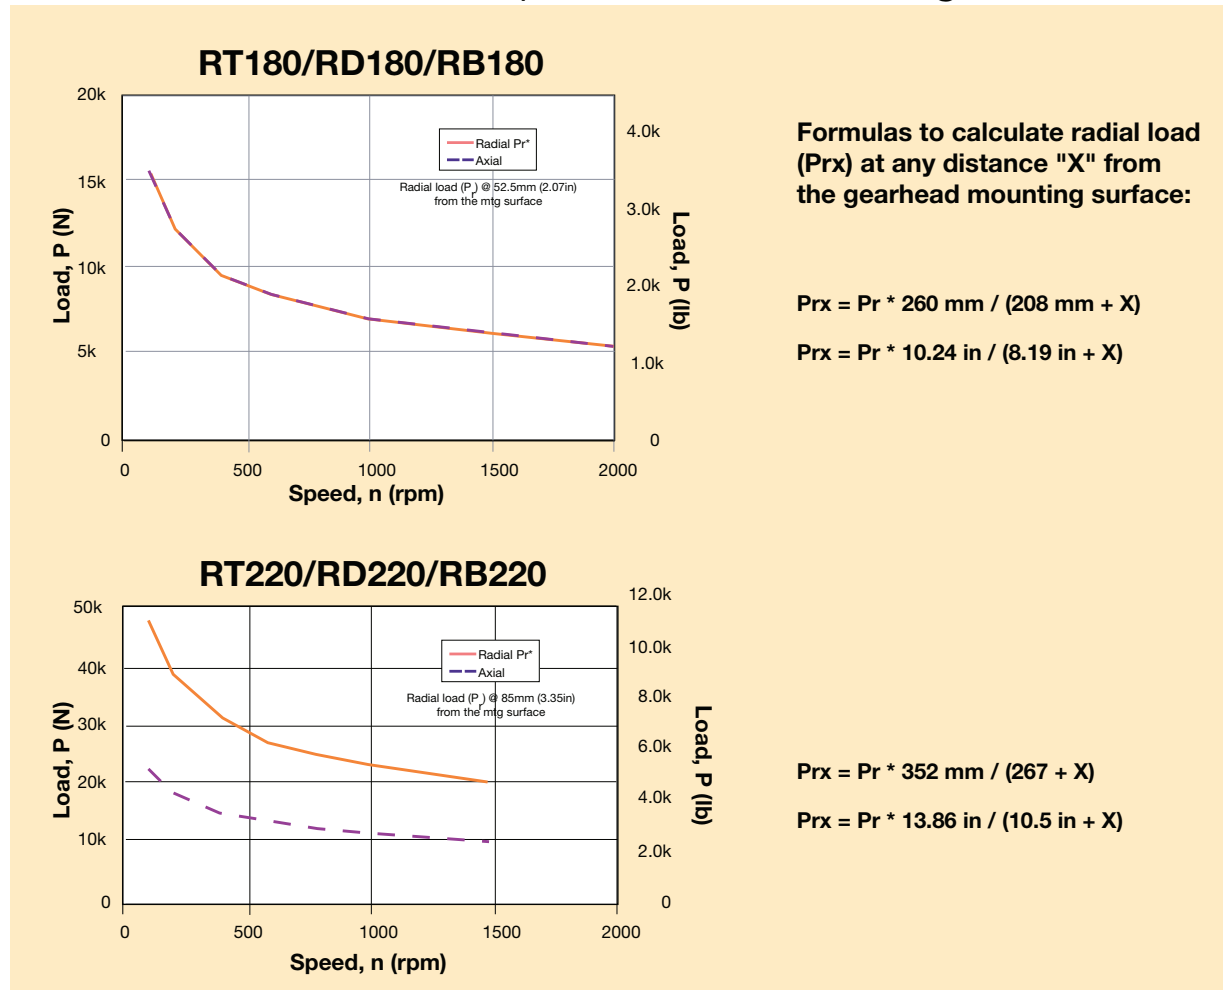 RT180/RD180/RB180
20k
15k
10k
5k
0
Load, P (N)
4.0k
3.0k
2.0k
1.0k
0
Load, P (lb)
Radial Pr*
Axial
Radial load (Pr) @ 52.5mm (2.07in)
from the mtg surface
0 500 1000 1500 2000
Speed, n (rpm)
Formulas to calculate radial load
(Prx) at any distance "X" from
the gearhead mounting surface:
Prx = Pr * 260 mm / (208 mm + X)
Prx = Pr * 10.24 in / (8.19 in + X)
RT220/RD220/RB220
50k
40k
30k
20k
10k
0
Load, P (N)
12.0k
10.0k
8.0k
6.0k
4.0k
2.0k
0
Load, P (lb)
Radial Pr*
Axial
Radial load (Pr) @ 85mm (3.35in)
from the mtg surface
0 500 1000 1500 2000
Speed, n (rpm)
Prx = Pr * 352 mm / (267 + X)
Prx = Pr * 13.86 in / (10.5 in + X)